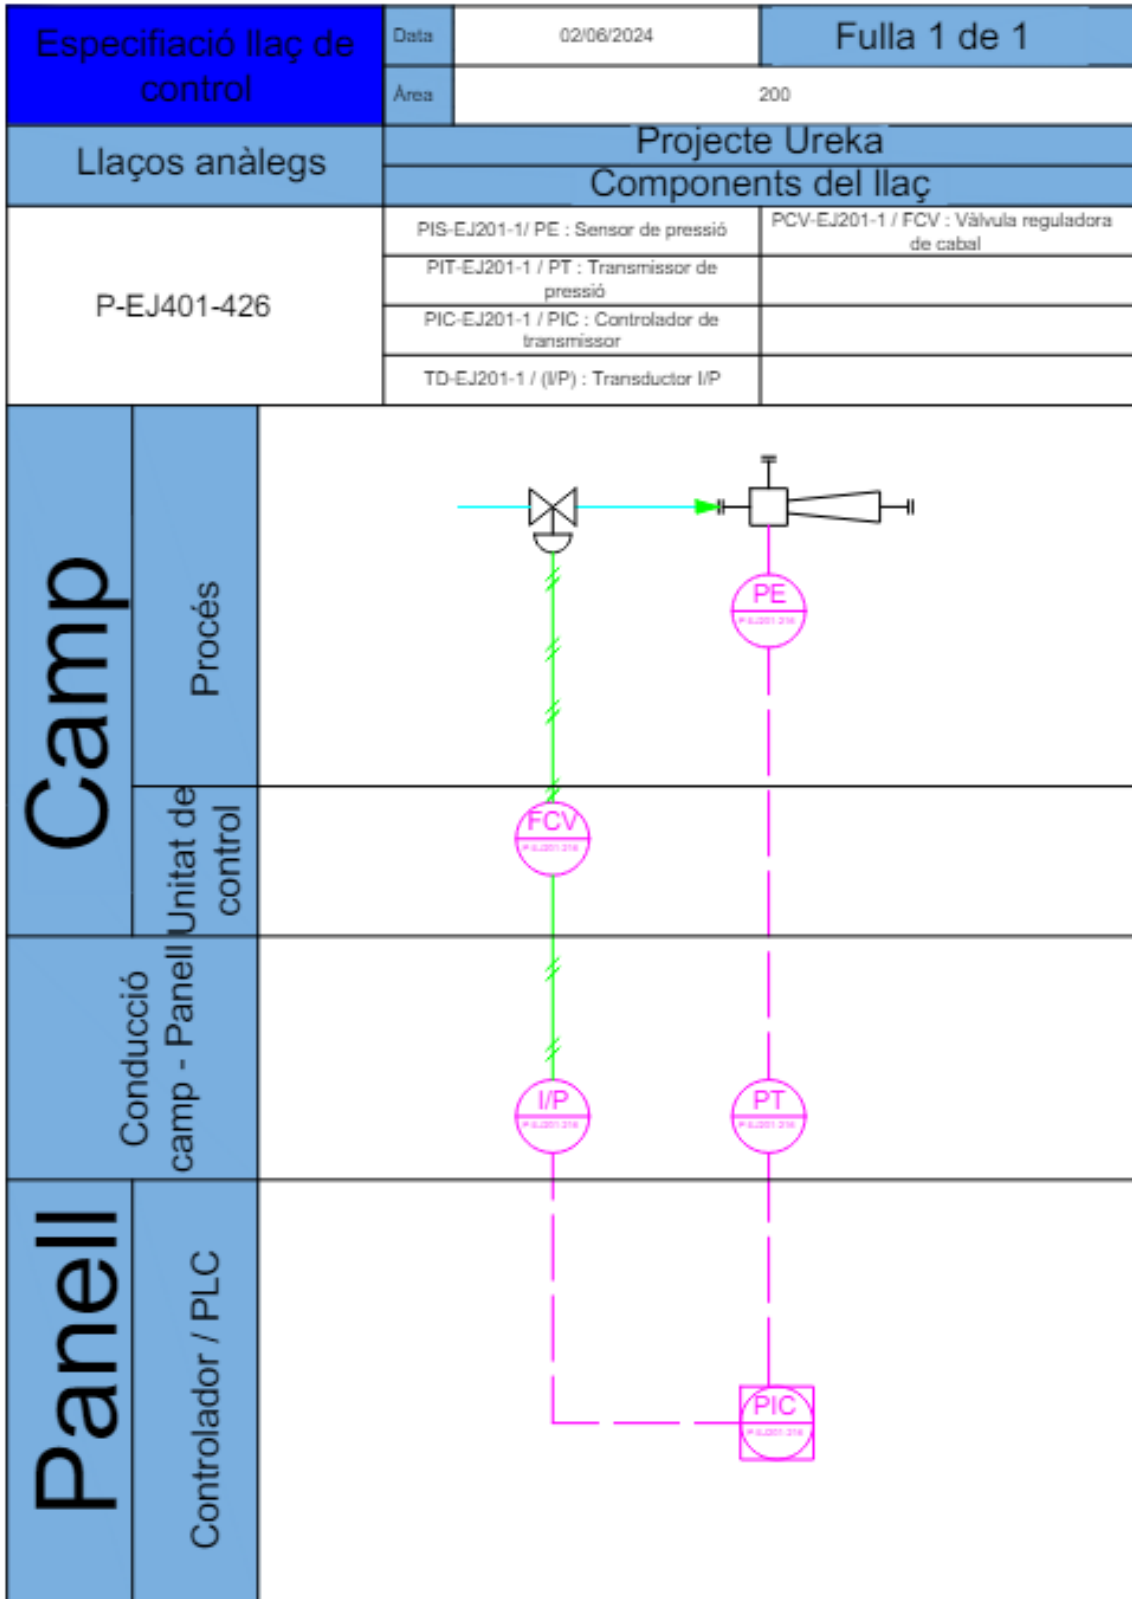 Especifiació llaç de
control
Data
02/06/2024
Fulla 1 de 1
Àrea
200
Llaços anàlegs
Projecte Ureka
Components del llaç
P-EJ401-426
PIS-EJ201-1/ PE : Sensor de pressió
PCV-EJ201-1 / FCV : Vàlvula reguladora
de cabal
PIT-EJ201-1 / PT : Transmissor de
pressió
PIC-EJ201-1 / PIC : Controlador de
transmissor
TD-EJ201-1 / (I/P) : Transductor I/P
Camp
Procés
PE
Unitat de
control
FCV
Conducció
camp - Panell
I/P
PT
Panell
Controlador / PLC
PIC